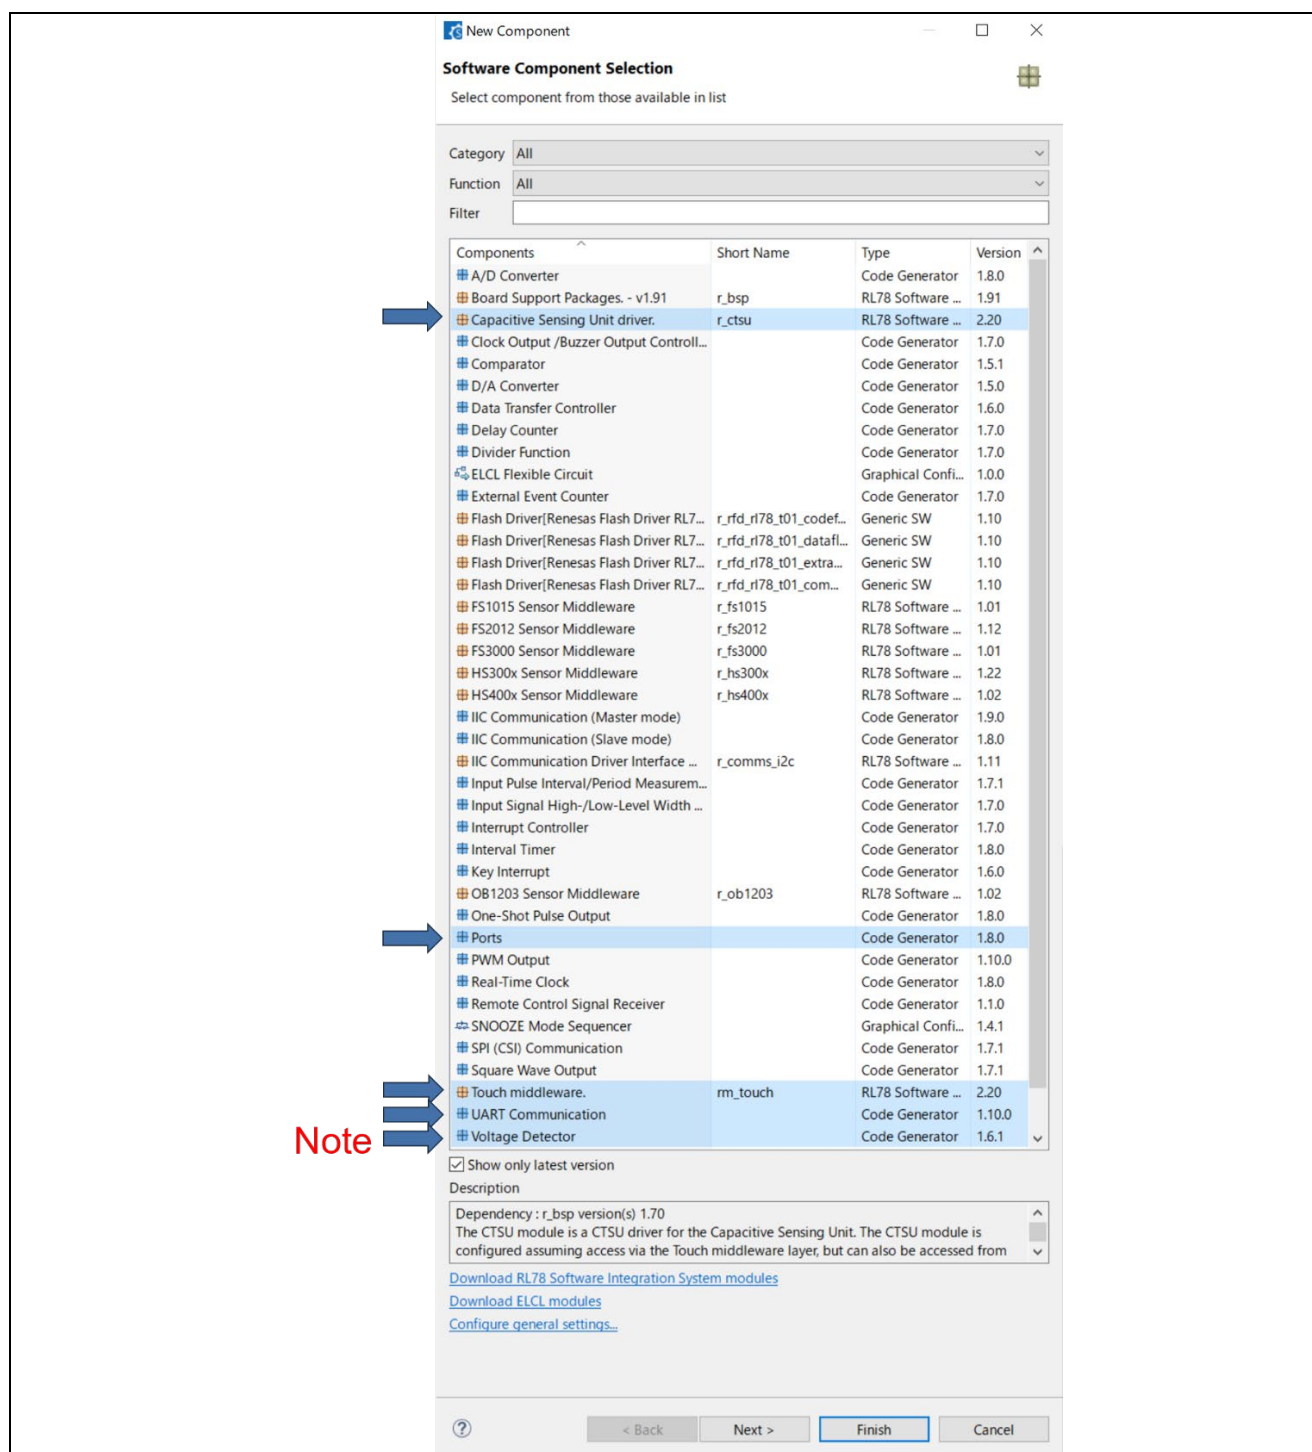 New Component
Software Component Selection
Select component from those available in list
Category All
Function All
Filter
Components Short Name Type Version
A/D Converter Code Generator 1.8.0
Board Support Packages. - v1.91 r_bsp RL78 Software ... 1.91
Capacitive Sensing Unit driver. r_ctsu RL78 Software ... 2.20
Clock Output /Buzzer Output Controll... Code Generator 1.7.0
Comparator Code Generator 1.5.1
D/A Converter Code Generator 1.5.0
Data Transfer Controller Code Generator 1.6.0
Delay Counter Code Generator 1.7.0
Divider Function Code Generator 1.7.0
ELCL Flexible Circuit Graphical Confi... 1.0.0
External Event Counter Code Generator 1.7.0
Flash Driver[Renesas Flash Driver RL7... r_rfd_rl78_t01_codef... Generic SW 1.10
Flash Driver[Renesas Flash Driver RL7... r_rfd_rl78_t01_datafl... Generic SW 1.10
Flash Driver[Renesas Flash Driver RL7... r_rfd_rl78_t01_extra... Generic SW 1.10
Flash Driver[Renesas Flash Driver RL7... r_rfd_rl78_t01_com... Generic SW 1.10
FS1015 Sensor Middleware r_fs1015 RL78 Software ... 1.01
FS2012 Sensor Middleware r_fs2012 RL78 Software ... 1.12
FS3000 Sensor Middleware r_fs3000 RL78 Software ... 1.01
HS300x Sensor Middleware r_hs300x RL78 Software ... 1.22
HS400x Sensor Middleware r_hs400x RL78 Software ... 1.02
IIC Communication (Master mode) Code Generator 1.9.0
IIC Communication (Slave mode) Code Generator 1.8.0
IIC Communication Driver Interface ... r_comms_i2c RL78 Software ... 1.11
Input Pulse Interval/Period Measurem... Code Generator 1.7.1
Input Signal High-/Low-Level Width ... Code Generator 1.7.0
Interrupt Controller Code Generator 1.7.0
Interval Timer Code Generator 1.8.0
Key Interrupt Code Generator 1.6.0
OB1203 Sensor Middleware r_ob1203 RL78 Software ... 1.02
One-Shot Pulse Output Code Generator 1.8.0
Ports Code Generator 1.8.0
PWM Output Code Generator 1.10.0
Real-Time Clock Code Generator 1.8.0
Remote Control Signal Receiver Code Generator 1.1.0
SNOOZE Mode Sequencer Graphical Confi... 1.4.1
SPI (CSI) Communication Code Generator 1.7.1
Square Wave Output Code Generator 1.7.1
Touch middleware. rm_touch RL78 Software ... 2.20
UART Communication Code Generator 1.10.0
Note Voltage Detector Code Generator 1.6.1
Show only latest version
Description
Dependency : r_bsp version(s) 1.70
The CTSU module is a CTSU driver for the Capacitive Sensing Unit. The CTSU module is
configured assuming access via the Touch middleware layer, but can also be accessed from
Download RL78 Software Integration System modules
Download ELCL modules
Configure general settings...
? < Back Next > Finish Cancel